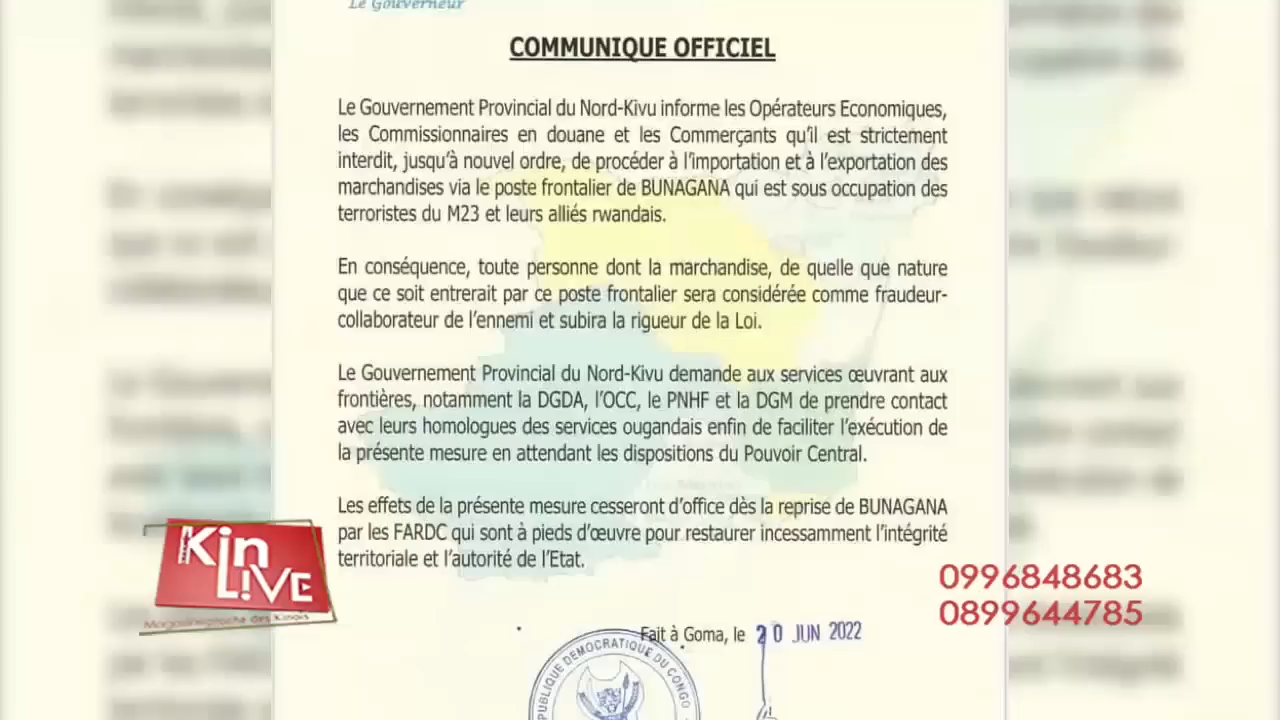 Le Gouverneur
COMMUNIQUE OFFICIEL
Le Gouvernement Provincial du Nord-Kivu informe les Opérateurs Economiques,
les Commissionnaires en douane et les Commerçants qu'il est strictement
interdit, jusqu'à nouvel ordre, de procéder à l'importation et à l'exportation des
marchandises via le poste frontalier de BUNAGANA qui est sous occupation des
terroristes du M23 et leurs alliés rwandais.
En conséquence, toute personne dont la marchandise, de quelle que nature
que ce soit entrerait par ce poste frontalier sera considérée comme fraudeur-
collaborateur de l'ennemi et subira la rigueur de la Loi.
Le Gouvernement Provincial du Nord-Kivu demande aux services œuvrant aux
frontières, notamment la DGDA, l'OCC, le PNHF et la DGM de prendre contact
avec leurs homologues des services ougandais enfin de faciliter l'exécution de
la présente mesure en attendant les dispositions du Pouvoir Central.
Les effets de la présente mesure cesseront d'office dès la reprise de BUNAGANA
par les FARDC qui sont à pieds d'œuvre pour restaurer incessamment l'intégrité
territoriale et l'autorité de l'Etat.
Kin
LIVE
des Kinois
0996848683
0899644785
Fait à Goma, le 20 JUN 2022
PUBLIQUE DEMOCRATIQUE DU CONGO